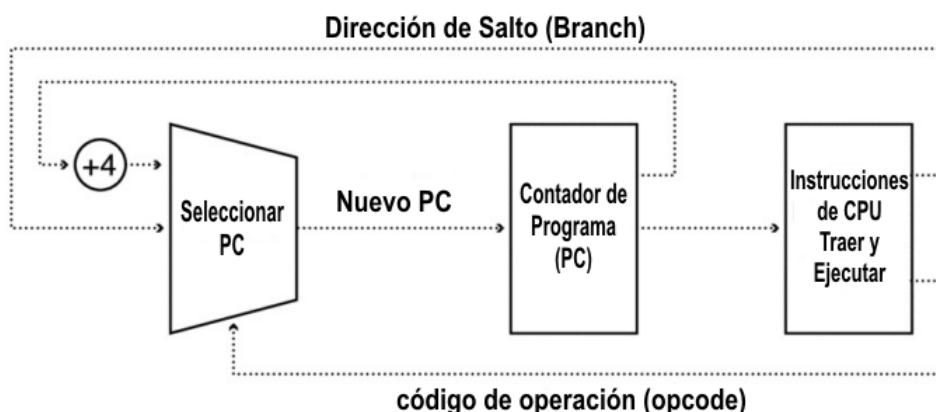 Dirección de Salto (Branch)
+4
Seleccionar
PC
Nuevo PC
Contador de
Programa
(PC)
Instrucciones
de CPU
Traer y
Ejecutar
código de operación (opcode)